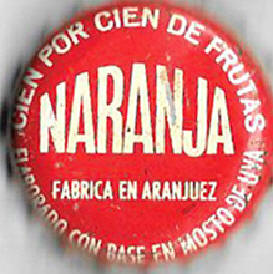 CIEN POR CIEN DE FRUTAS
NARANJA
FABRICA EN ARANJUEZ
ELABORADO CON BASE EN MOSTO DE UVA